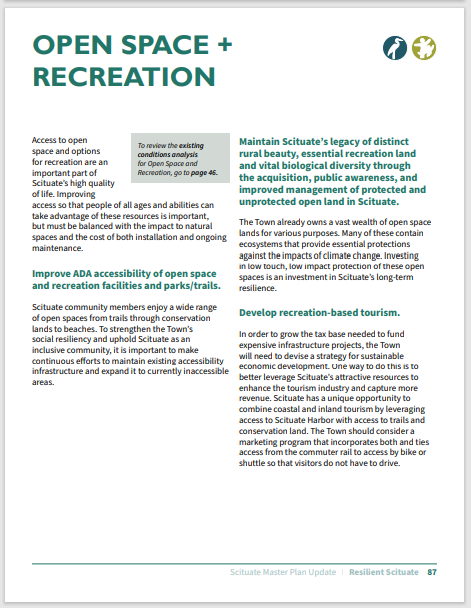 OPEN SPACE +
RECREATION
Access to open
space and options
for recreation are an
important part of
Scituate's high quality
of life. Improving
access so that people of all ages and abilities can
take advantage of these resources is important,
but must be balanced with the impact to natural
spaces and the cost of both installation and ongoing
maintenance.
To review the existing
conditions analysis
for Open Space and
Recreation, go to page 46.
Improve ADA accessibility of open space
and recreation facilities and parks/trails.
Scituate community members enjoy a wide range
of open spaces from trails through conservation
lands to beaches. To strengthen the Town's
social resiliency and uphold Scituate as an
inclusive community, it is important to make
continuous efforts to maintain existing accessibility
infrastructure and expand it to currently inaccessible
areas.
Maintain Scituate's legacy of distinct
rural beauty, essential recreation land
and vital biological diversity through
the acquisition, public awareness, and
improved management of protected and
unprotected open land in Scituate.
The Town already owns a vast wealth of open space
lands for various purposes. Many of these contain
ecosystems that provide essential protections
against the impacts of climate change. Investing
in low touch, low impact protection of these open
spaces is an investment in Scituate's long-term
resilience.
Develop recreation-based tourism.
In order to grow the tax base needed to fund
expensive infrastructure projects, the Town
will need to devise a strategy for sustainable
economic development. One way to do this is to
better leverage Scituate's attractive resources to
enhance the tourism industry and capture more
revenue. Scituate has a unique opportunity to
combine coastal and inland tourism by leveraging
access to Scituate Harbor with access to trails and
conservation land. The Town should consider a
marketing program that incorporates both and ties
access from the commuter rail to access by bike or
shuttle so that visitors do not have to drive.
Scituate Master Plan Update | Resilient Scituate 87